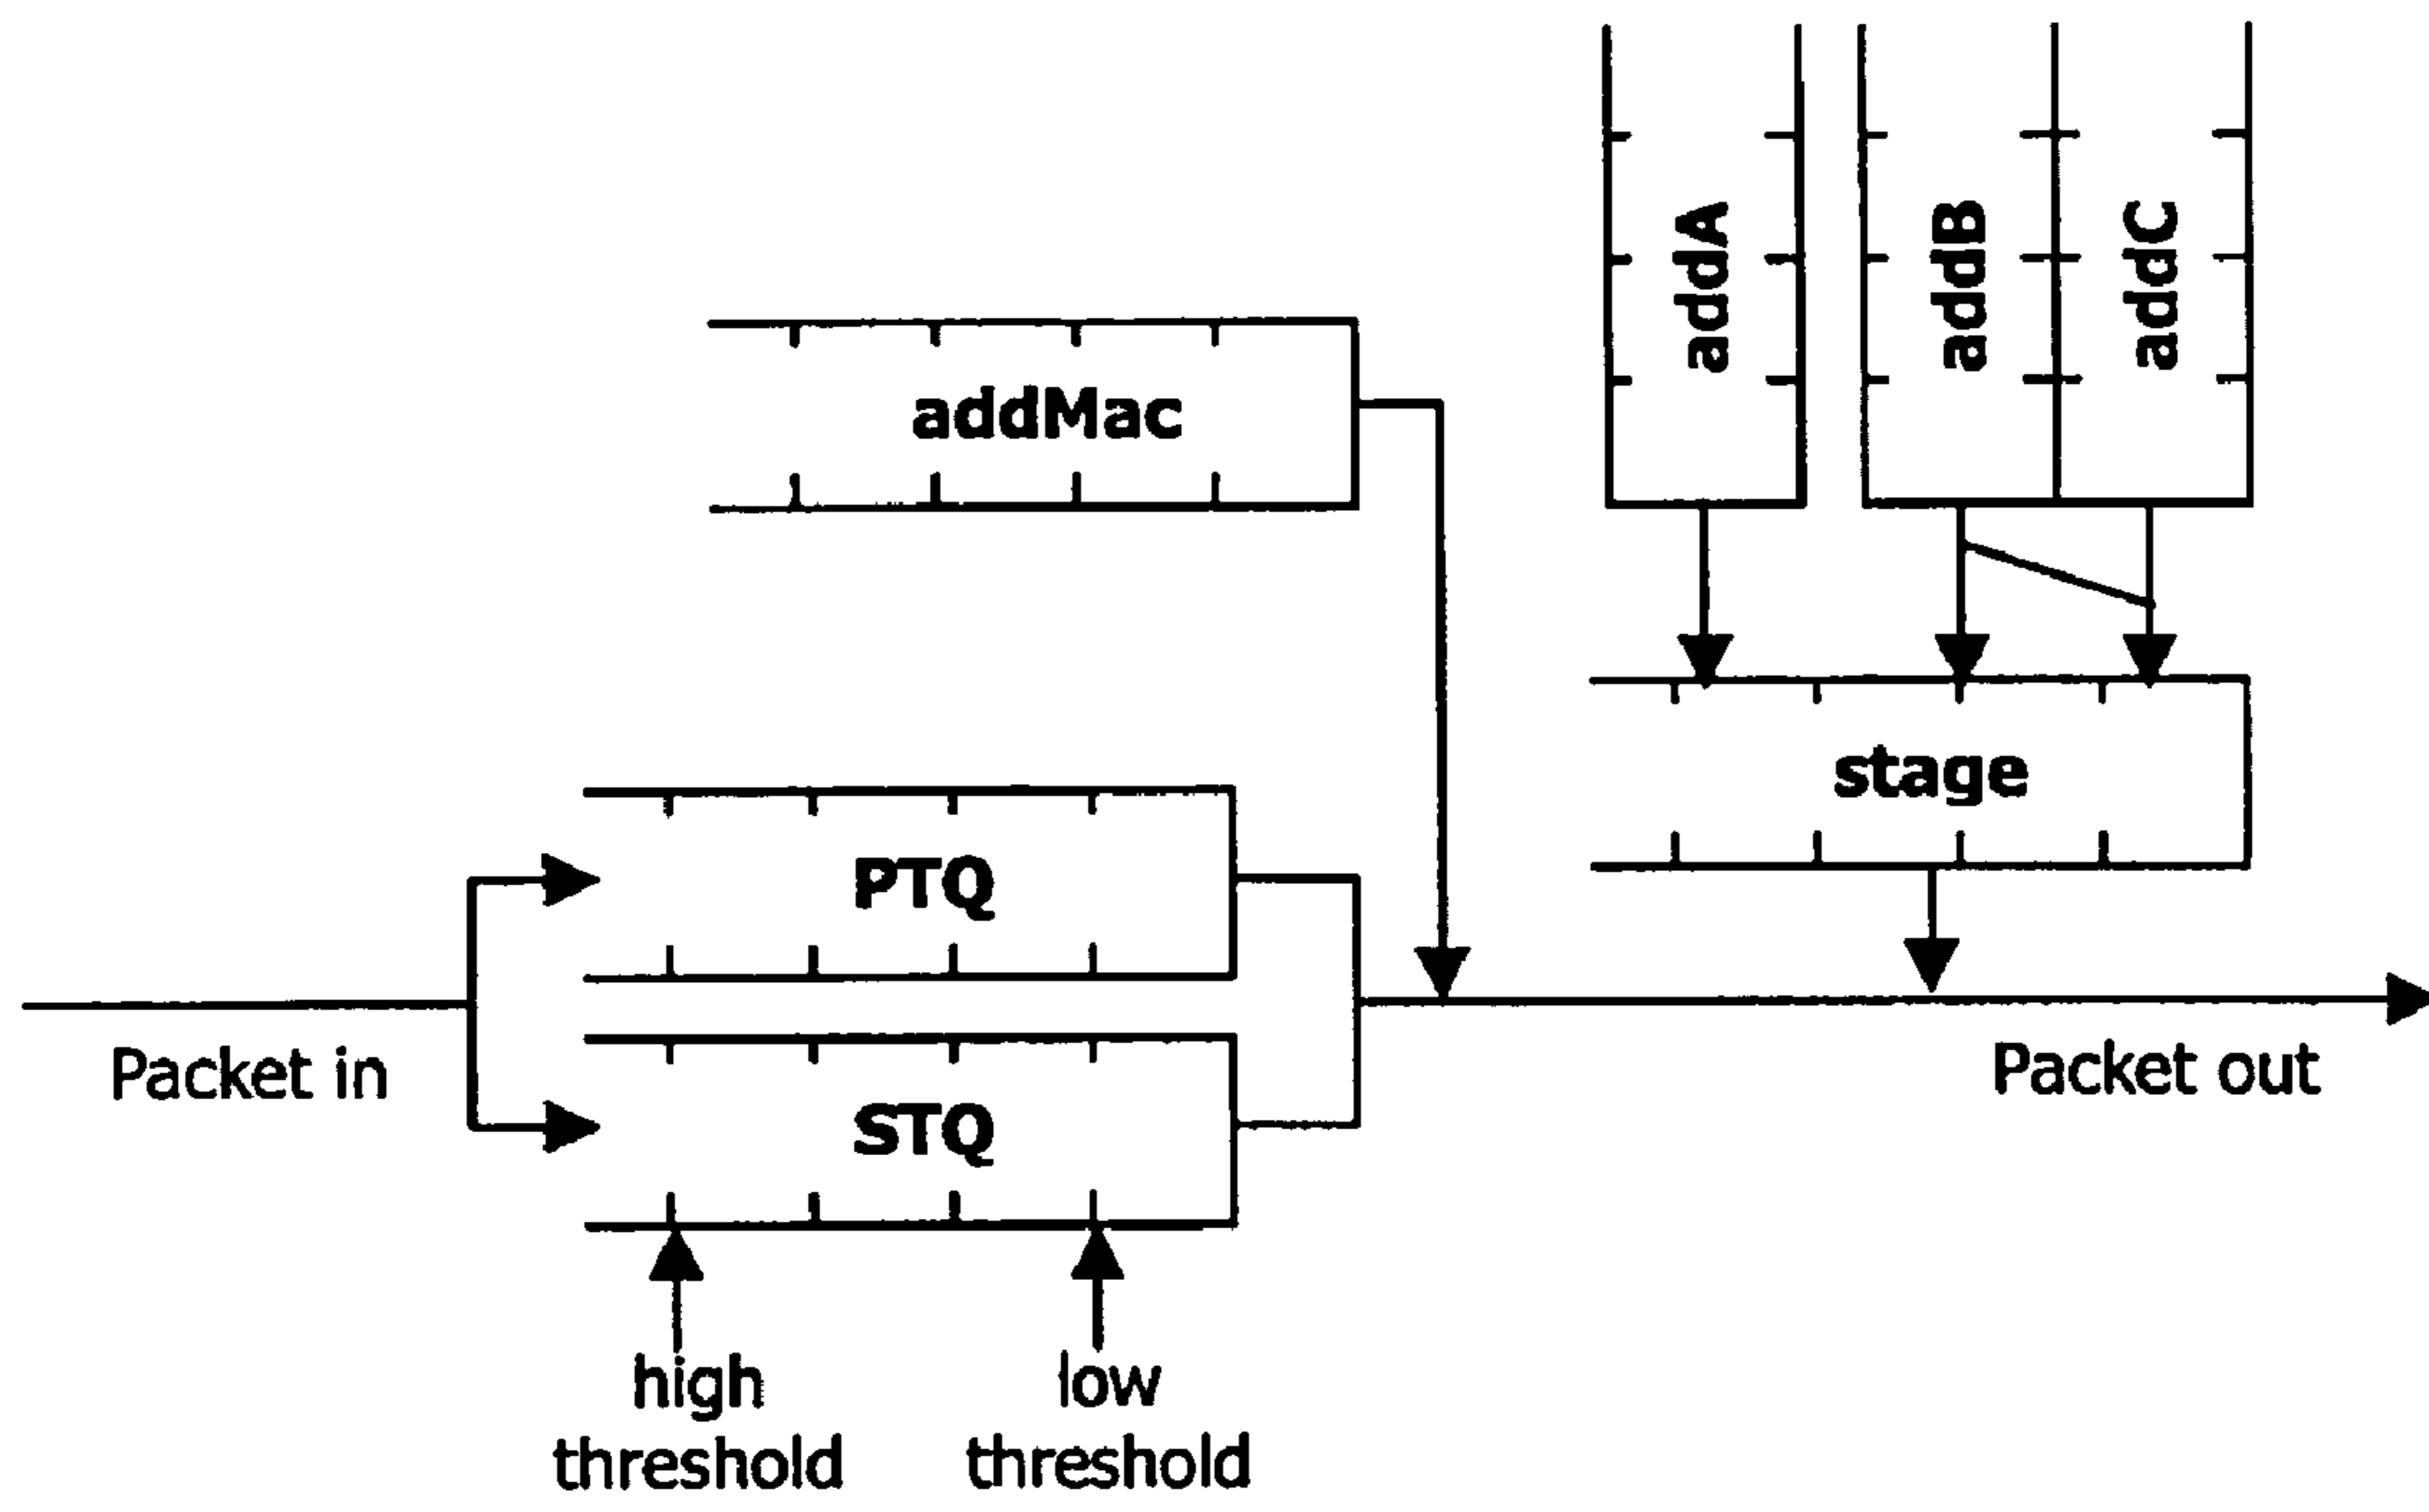 addA
addB
addC
addMac
stage
PTQ
Packet in
STQ
Packet out
high
threshold
low
threshold